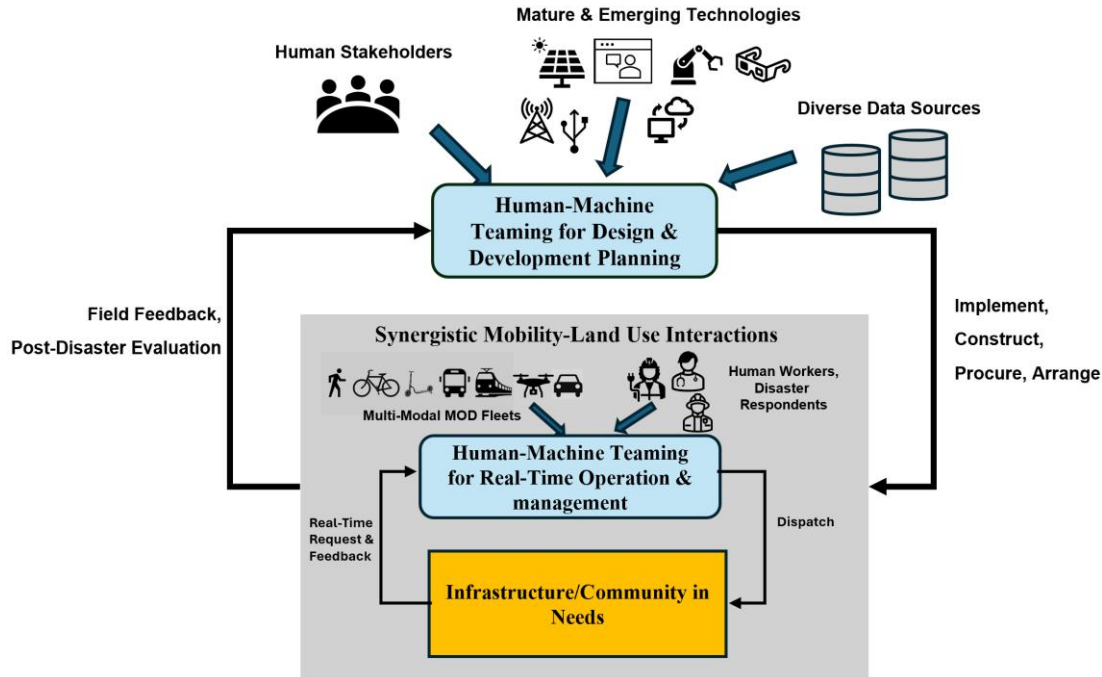 Mature & Emerging Technologies
Human Stakeholders
Diverse Data Sources
Human-Machine
Teaming for Design &
Development Planning
Field Feedback,
Post-Disaster Evaluation
Implement,
Construct,
Procure, Arrange
Synergistic Mobility-Land Use Interactions
Multi-Modal MOD Fleets
Human Workers,
Disaster
Respondents
Human-Machine Teaming
for Real-Time Operation &
management
Real-Time
Request &
Feedback
Dispatch
Infrastructure/Community in
Needs